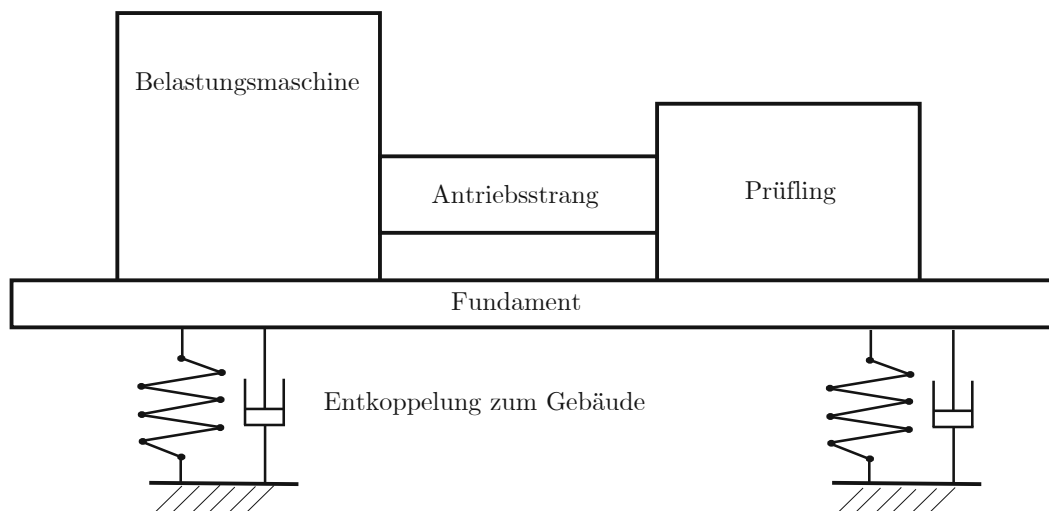 Belastungsmaschine
Antriebsstrang
Prüfling
Fundament
Entkoppelung zum Gebäude